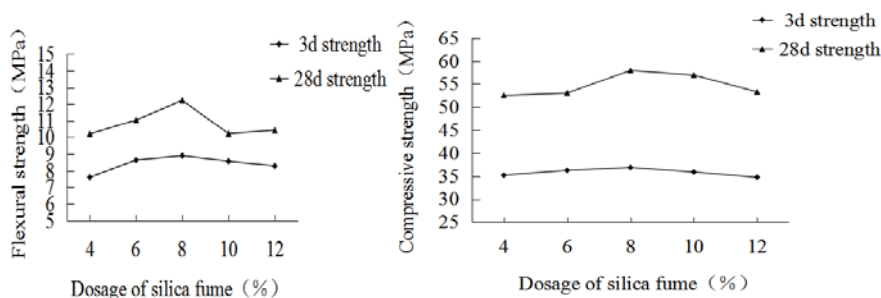 Flexural strength (MPa)
15
14
13
12
11
10
9
8
7
6
5
4 6 8 10 12
Dosage of silica fume (%)
3d strength
28d strength
Compressive strength (MPa)
65
60
55
50
45
40
35
30
25
4 6 8 10 12
Dosage of silica fume (%)
3d strength
28d strength